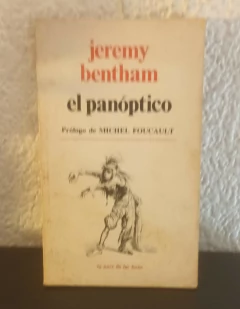 jeremy
bentham
el panóptico
Prólogo de MICHEL FOUCAULT